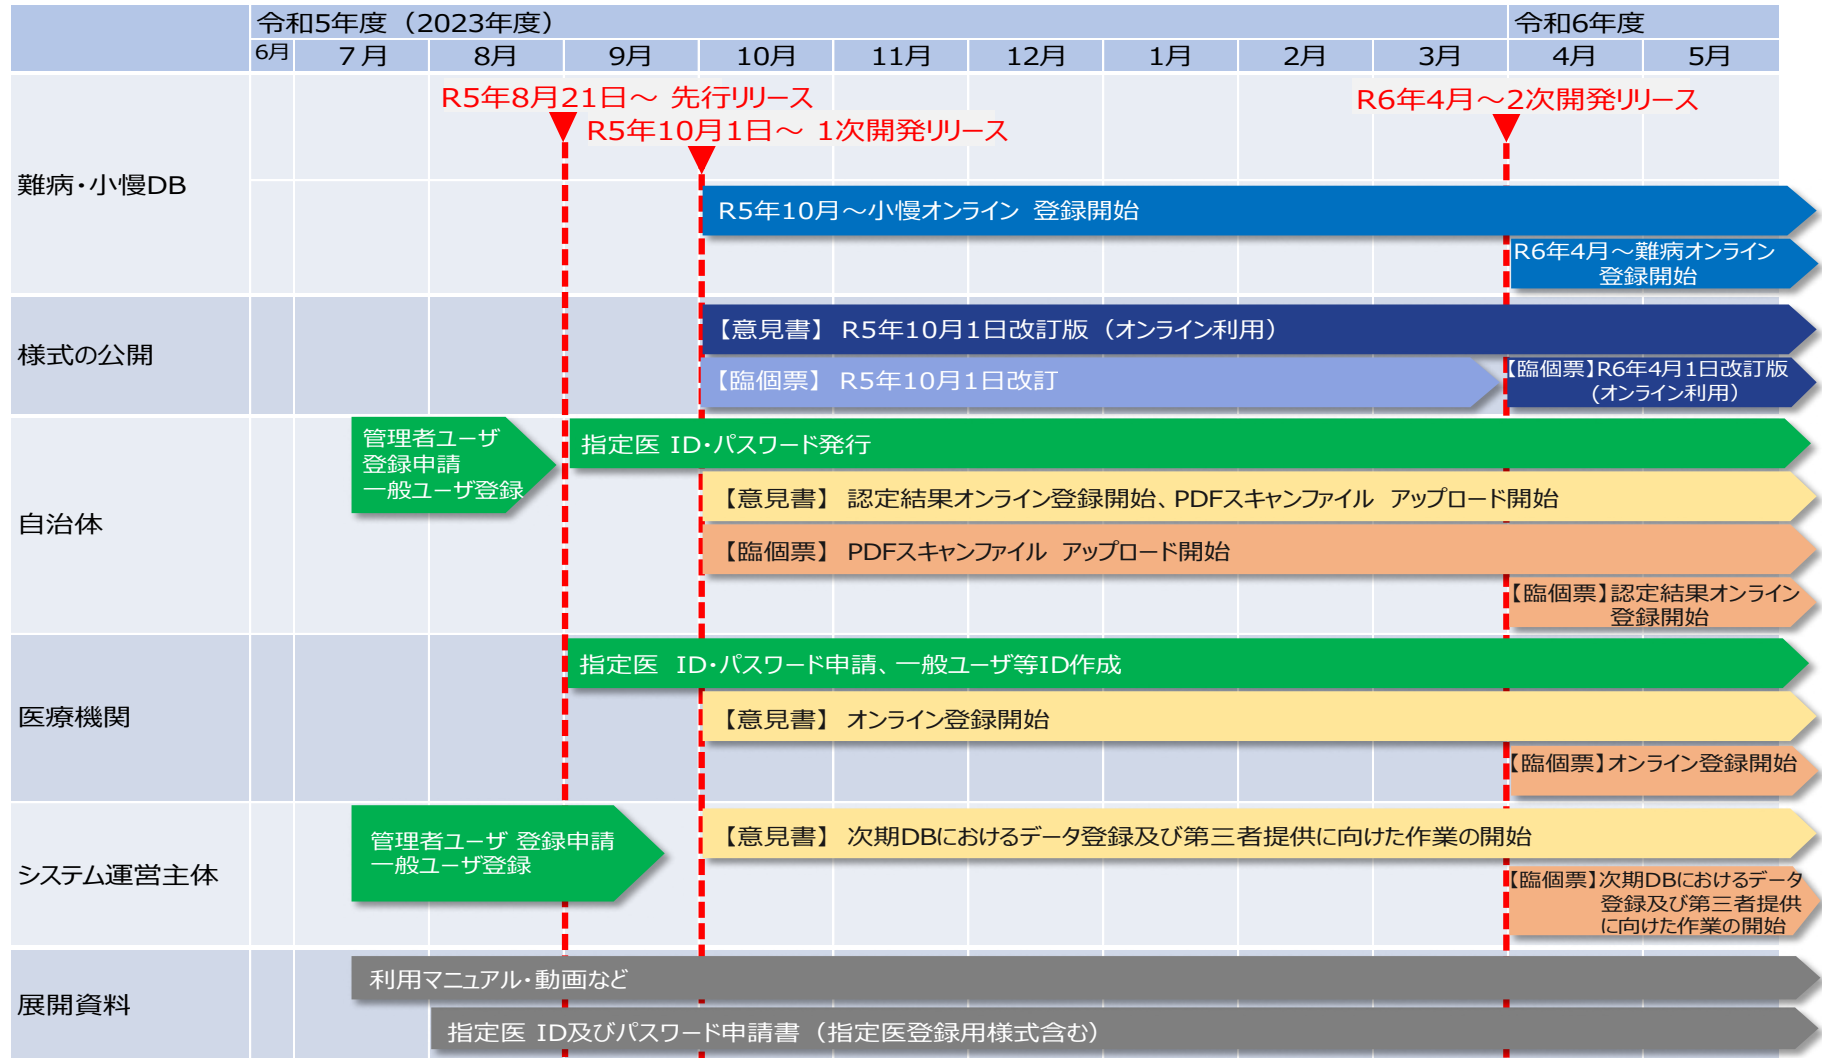 令和5年度（2023年度）
令和6年度
6月
7月
8月
9月
10月
11月
12月
1月
2月
3月
4月
5月
難病・小慢DB
R5年8月21日～ 先行リリース
R5年10月1日～ 1次開発リリース
R6年4月～2次開発リリース
R5年10月～小慢オンライン 登録開始
R6年4月～難病オンライン
登録開始
様式の公開
【意見書】 R5年10月1日改訂版（オンライン利用）
【臨個票】 R5年10月1日改訂
【臨個票】R6年4月1日改訂版
(オンライン利用）
自治体
管理者ユーザ
登録申請
一般ユーザ登録
指定医 ID・パスワード発行
【意見書】 認定結果オンライン登録開始、PDFスキャンファイル アップロード開始
【臨個票】 PDFスキャンファイル アップロード開始
【臨個票】認定結果オンライン
登録開始
医療機関
指定医 ID・パスワード申請、一般ユーザ等ID作成
【意見書】 オンライン登録開始
【臨個票】オンライン登録開始
システム運営主体
管理者ユーザ 登録申請
一般ユーザ登録
【意見書】 次期DBにおけるデータ登録及び第三者提供に向けた作業の開始
【臨個票】次期DBにおけるデータ
登録及び第三者提供
に向けた作業の開始
展開資料
利用マニュアル・動画など
指定医 ID及びパスワード申請書（指定医登録用様式含む）